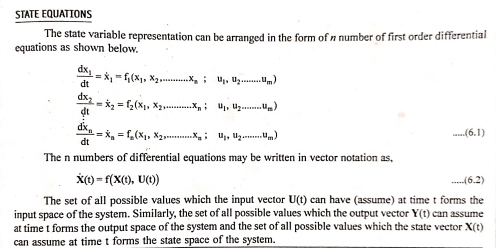 STATE EQUATIONS
The state variable representation can be arranged in the form of n number of first order differential
equations as shown below.
dx₁/dt = ẋ₁ = f₁(x₁, x₂,...........xₙ ; u₁, u₂........uₘ)
dx₂/dt = ẋ₂ = f₂(x₁, x₂,...........xₙ ; u₁, u₂........uₘ)
dxₙ/dt = ẋₙ = fₙ(x₁, x₂,...........xₙ ; u₁, u₂........uₘ) .....(6.1)
The n numbers of differential equations may be written in vector notation as,
Ẋ(t) = f(X(t), U(t)) .....(6.2)
The set of all possible values which the input vector U(t) can have (assume) at time t forms the
input space of the system. Similarly, the set of all possible values which the output vector Y(t) can assume
at time t forms the output space of the system and the set of all possible values which the state vector X(t)
can assume at time t forms the state space of the system.